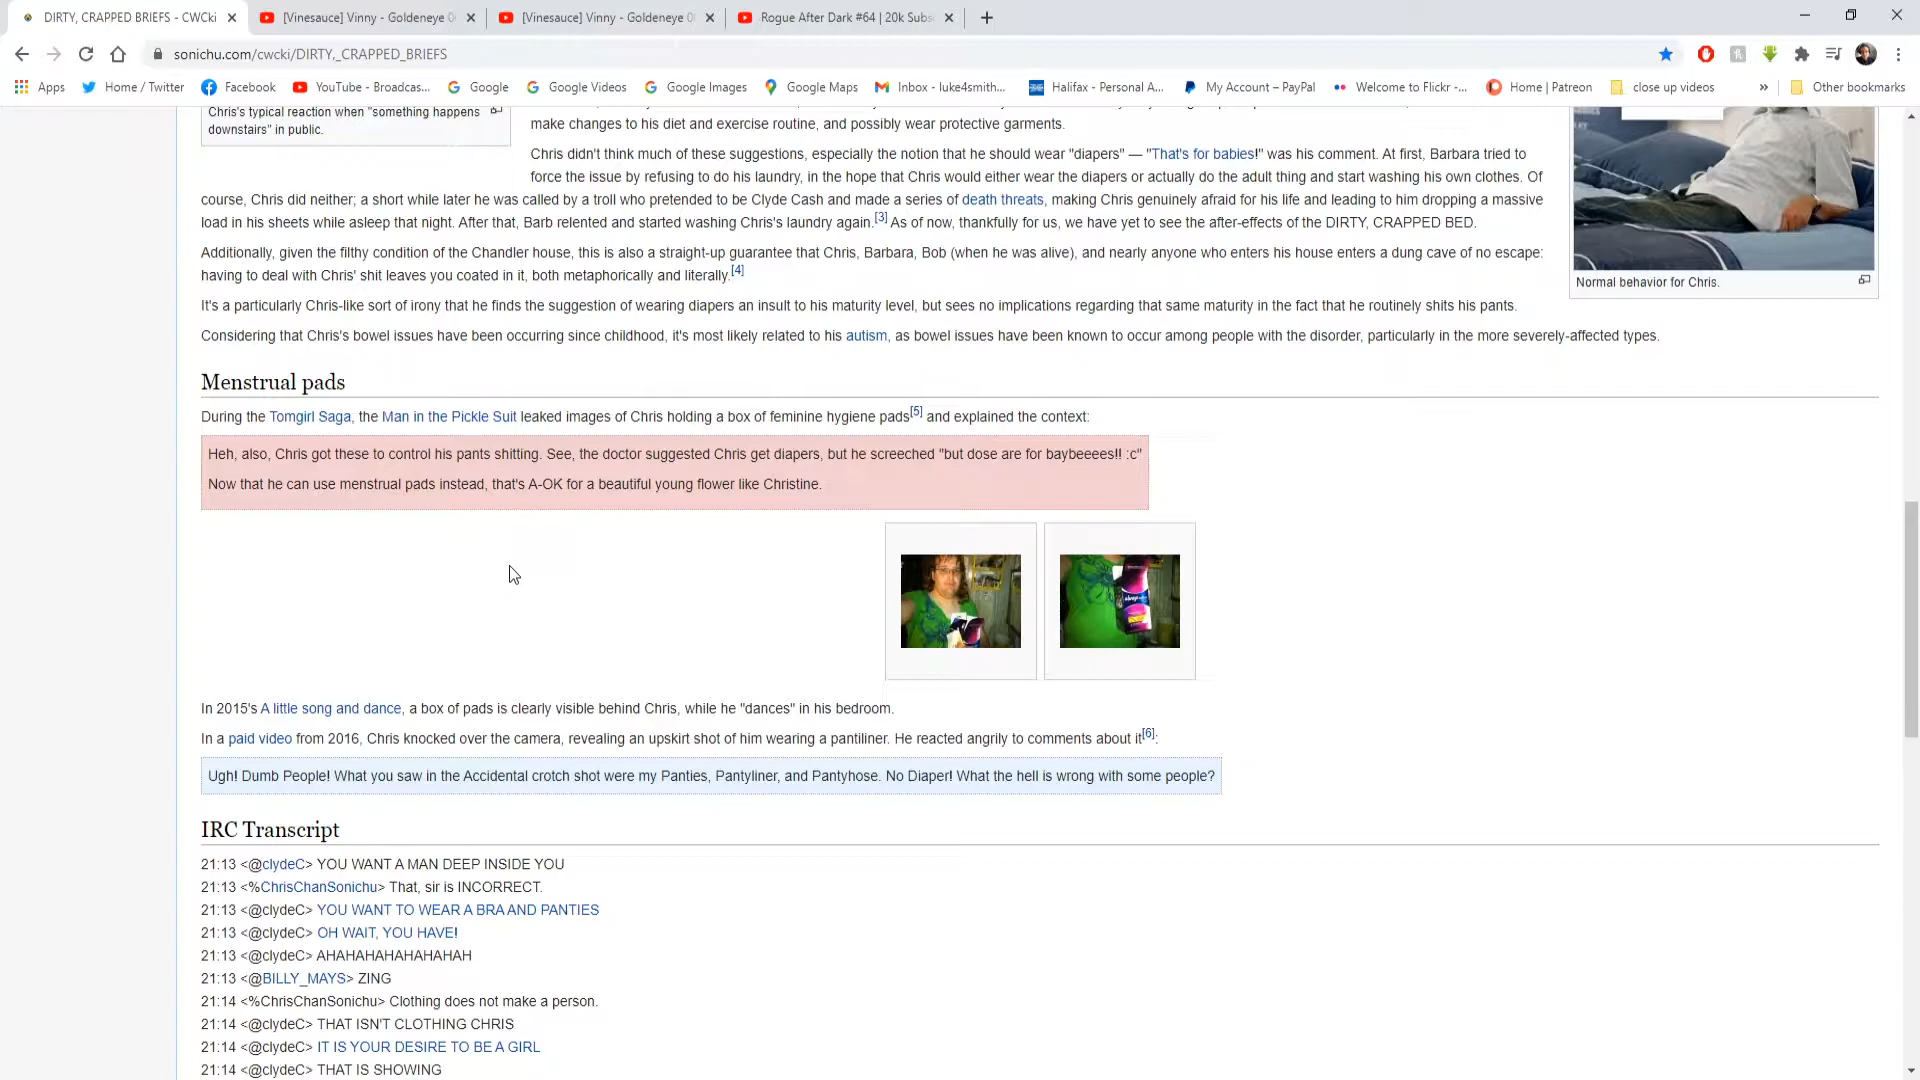 DIRTY, CRAPPED BRIEFS - CWCki
[Vinesauce] Vinny - Goldeneye 0
[Vinesauce] Vinny - Goldeneye 0
Rogue After Dark #64 | 20k Subs
sonichu.com/cwcki/DIRTY,_CRAPPED_BRIEFS
Apps
Home / Twitter
Facebook
YouTube - Broadcas...
Google
Google Videos
Google Images
Google Maps
Inbox - luke4smith...
Halifax - Personal A...
My Account – PayPal
Welcome to Flickr -...
Home | Patreon
close up videos
»
Other bookmarks
Chris's typical reaction when "something happens
downstairs" in public.
make changes to his diet and exercise routine, and possibly wear protective garments.
Chris didn't think much of these suggestions, especially the notion that he should wear "diapers" — "That's for babies!" was his comment. At first, Barbara tried to
force the issue by refusing to do his laundry, in the hope that Chris would either wear the diapers or actually do the adult thing and start washing his own clothes. Of
course, Chris did neither; a short while later he was called by a troll who pretended to be Clyde Cash and made a series of death threats, making Chris genuinely afraid for his life and leading to him dropping a massive
load in his sheets while asleep that night. After that, Barb relented and started washing Chris's laundry again.[3] As of now, thankfully for us, we have yet to see the after-effects of the DIRTY, CRAPPED BED.
Additionally, given the filthy condition of the Chandler house, this is also a straight-up guarantee that Chris, Barbara, Bob (when he was alive), and nearly anyone who enters his house enters a dung cave of no escape:
having to deal with Chris' shit leaves you coated in it, both metaphorically and literally.[4]
Normal behavior for Chris.
It's a particularly Chris-like sort of irony that he finds the suggestion of wearing diapers an insult to his maturity level, but sees no implications regarding that same maturity in the fact that he routinely shits his pants.
Considering that Chris's bowel issues have been occurring since childhood, it's most likely related to his autism, as bowel issues have been known to occur among people with the disorder, particularly in the more severely-affected types.
Menstrual pads
During the Tomgirl Saga, the Man in the Pickle Suit leaked images of Chris holding a box of feminine hygiene pads[5] and explained the context:
Heh, also, Chris got these to control his pants shitting. See, the doctor suggested Chris get diapers, but he screeched "but dose are for baybeeees!! :c"
Now that he can use menstrual pads instead, that's A-OK for a beautiful young flower like Christine.
In 2015's A little song and dance, a box of pads is clearly visible behind Chris, while he "dances" in his bedroom.
In a paid video from 2016, Chris knocked over the camera, revealing an upskirt shot of him wearing a pantiliner. He reacted angrily to comments about it[6]:
Ugh! Dumb People! What you saw in the Accidental crotch shot were my Panties, Pantyliner, and Pantyhose. No Diaper! What the hell is wrong with some people?
IRC Transcript
21:13 <@clydeC> YOU WANT A MAN DEEP INSIDE YOU
21:13 <%ChrisChanSonichu> That, sir is INCORRECT.
21:13 <@clydeC> YOU WANT TO WEAR A BRA AND PANTIES
21:13 <@clydeC> OH WAIT, YOU HAVE!
21:13 <@clydeC> AHAHAHAHAHAHAHAH
21:13 <@BILLY_MAYS> ZING
21:14 <%ChrisChanSonichu> Clothing does not make a person.
21:14 <@clydeC> THAT ISN'T CLOTHING CHRIS
21:14 <@clydeC> IT IS YOUR DESIRE TO BE A GIRL
21:14 <@clydeC> THAT IS SHOWING